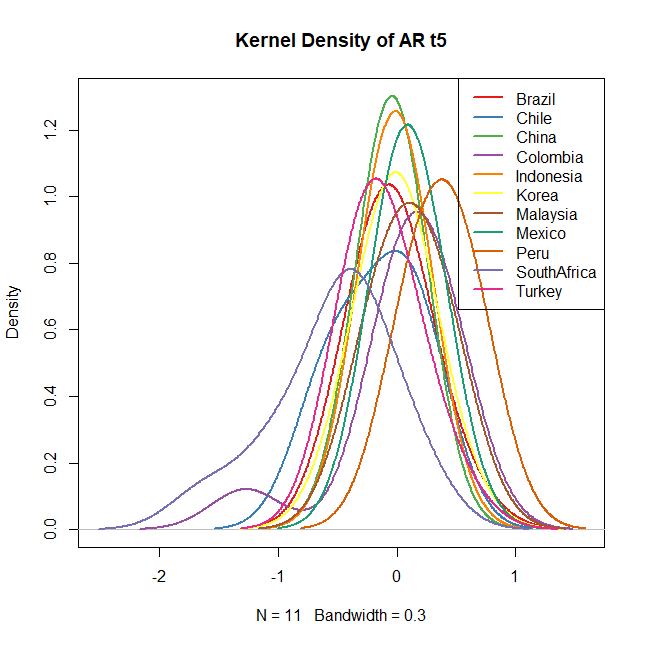 Kernel Density of AR t5
Density
0.0
0.2
0.4
0.6
0.8
1.0
1.2
Brazil
Chile
China
Colombia
Indonesia
Korea
Malaysia
Mexico
Peru
SouthAfrica
Turkey
-2
-1
0
1
N = 11   Bandwidth = 0.3